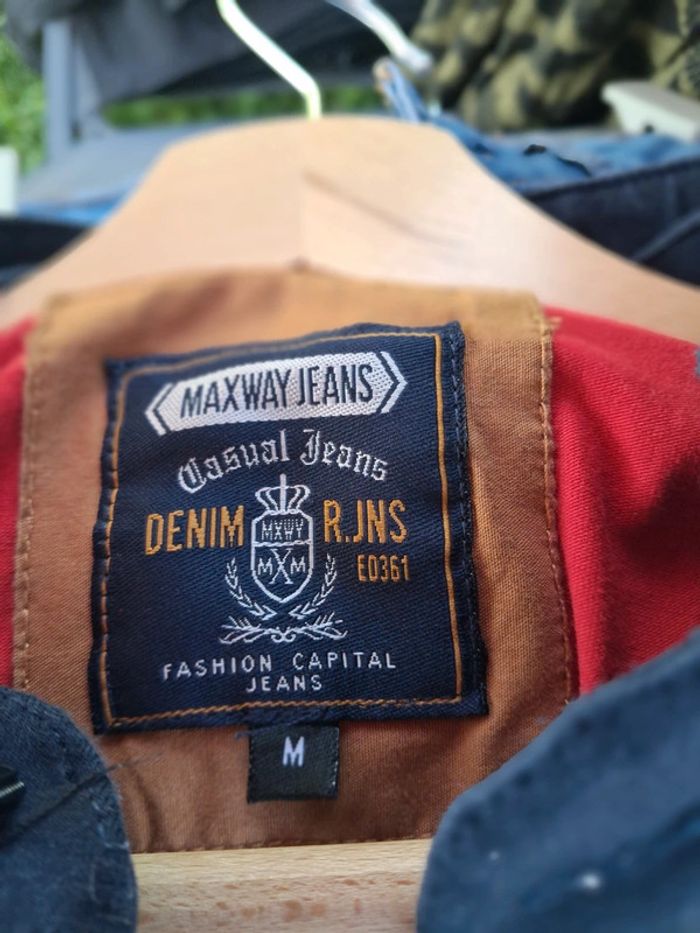 MAXWAY JEANS
Casual Jeans
DENIM R.JNS
MXWY
MXM
E0361
FASHION CAPITAL
JEANS
M